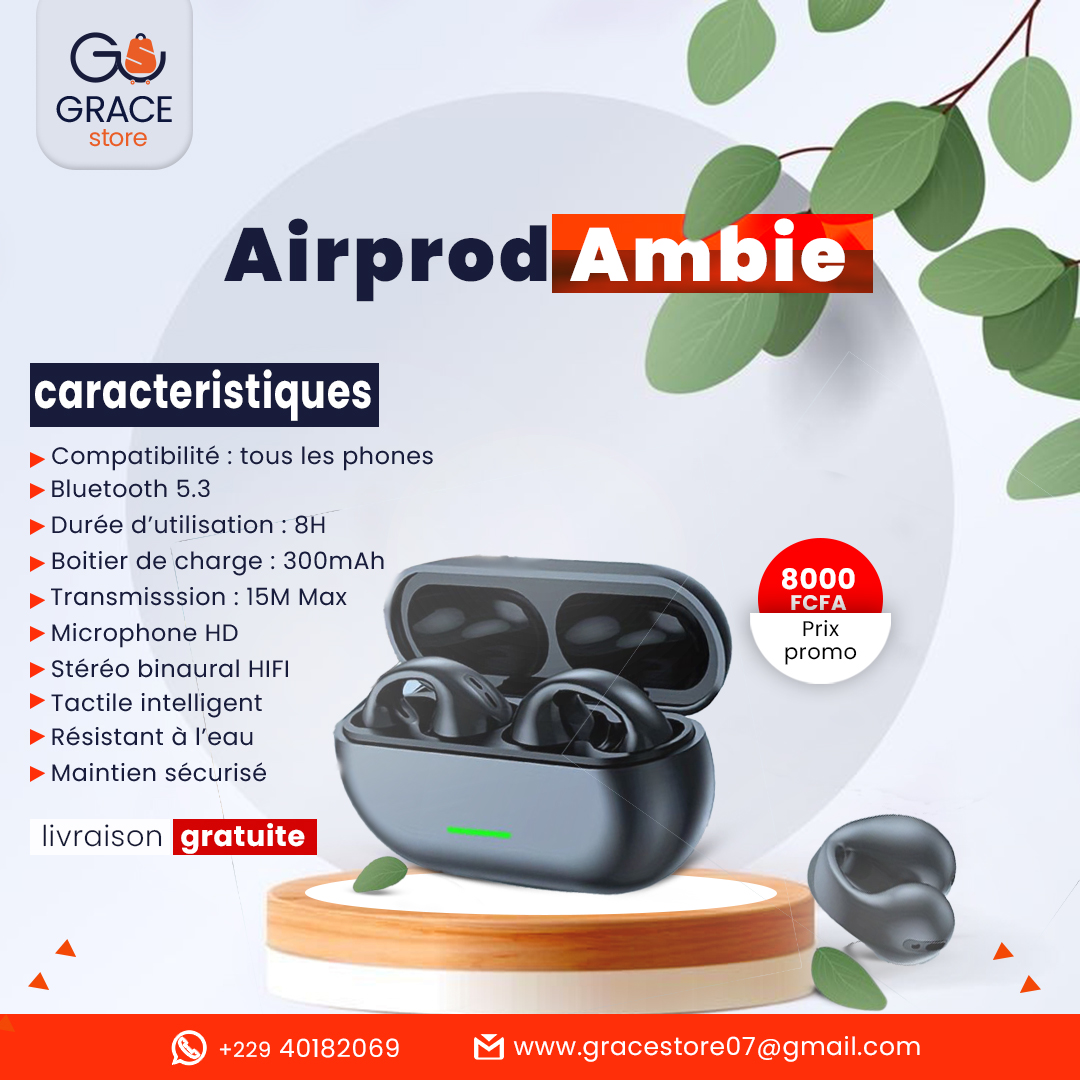 GO
GRACE
store
Airprod Ambie
caracteristiques
Compatibilité : tous les phones
Bluetooth 5.3
Durée d’utilisation : 8H
Boitier de charge : 300mAh
Transmisssion : 15M Max
Microphone HD
Stéréo binaural HIFI
Tactile intelligent
Résistant à l’eau
Maintien sécurisé
livraison gratuite
8000
FCFA
Prix
promo
+229 40182069
www.gracestore07@gmail.com